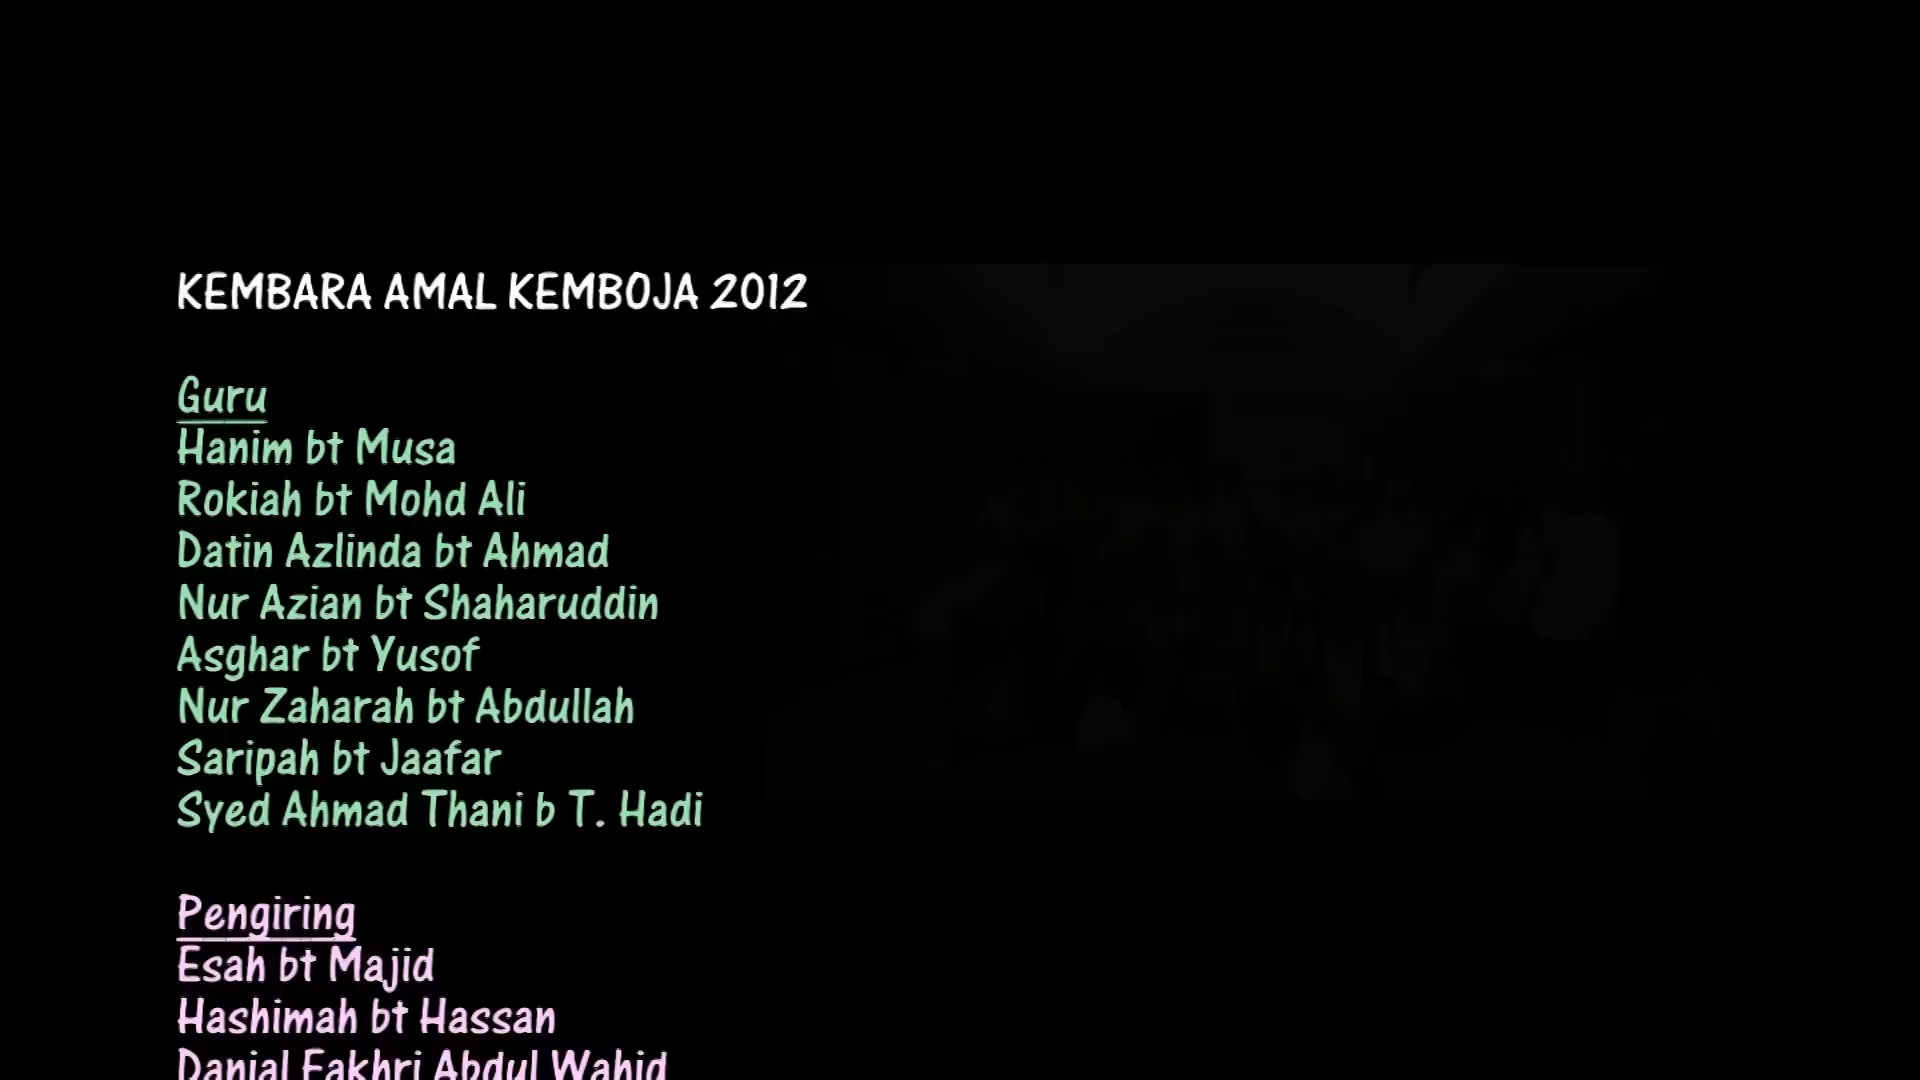 KEMBARA AMAL KEMBOJA 2012
Guru
Hanim bt Musa
Rokiah bt Mohd Ali
Datin Azlinda bt Ahmad
Nur Azian bt Shaharuddin
Asghar bt Yusof
Nur Zaharah bt Abdullah
Saripah bt Jaafar
Syed Ahmad Thani b T. Hadi
Pengiring
Esah bt Majid
Hashimah bt Hassan
Danial Fakhri Abdul Wahid